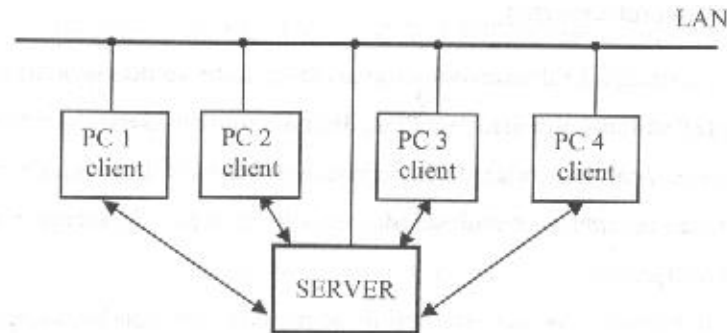 LAN
PC 1
client
PC 2
client
PC 3
client
PC 4
client
SERVER